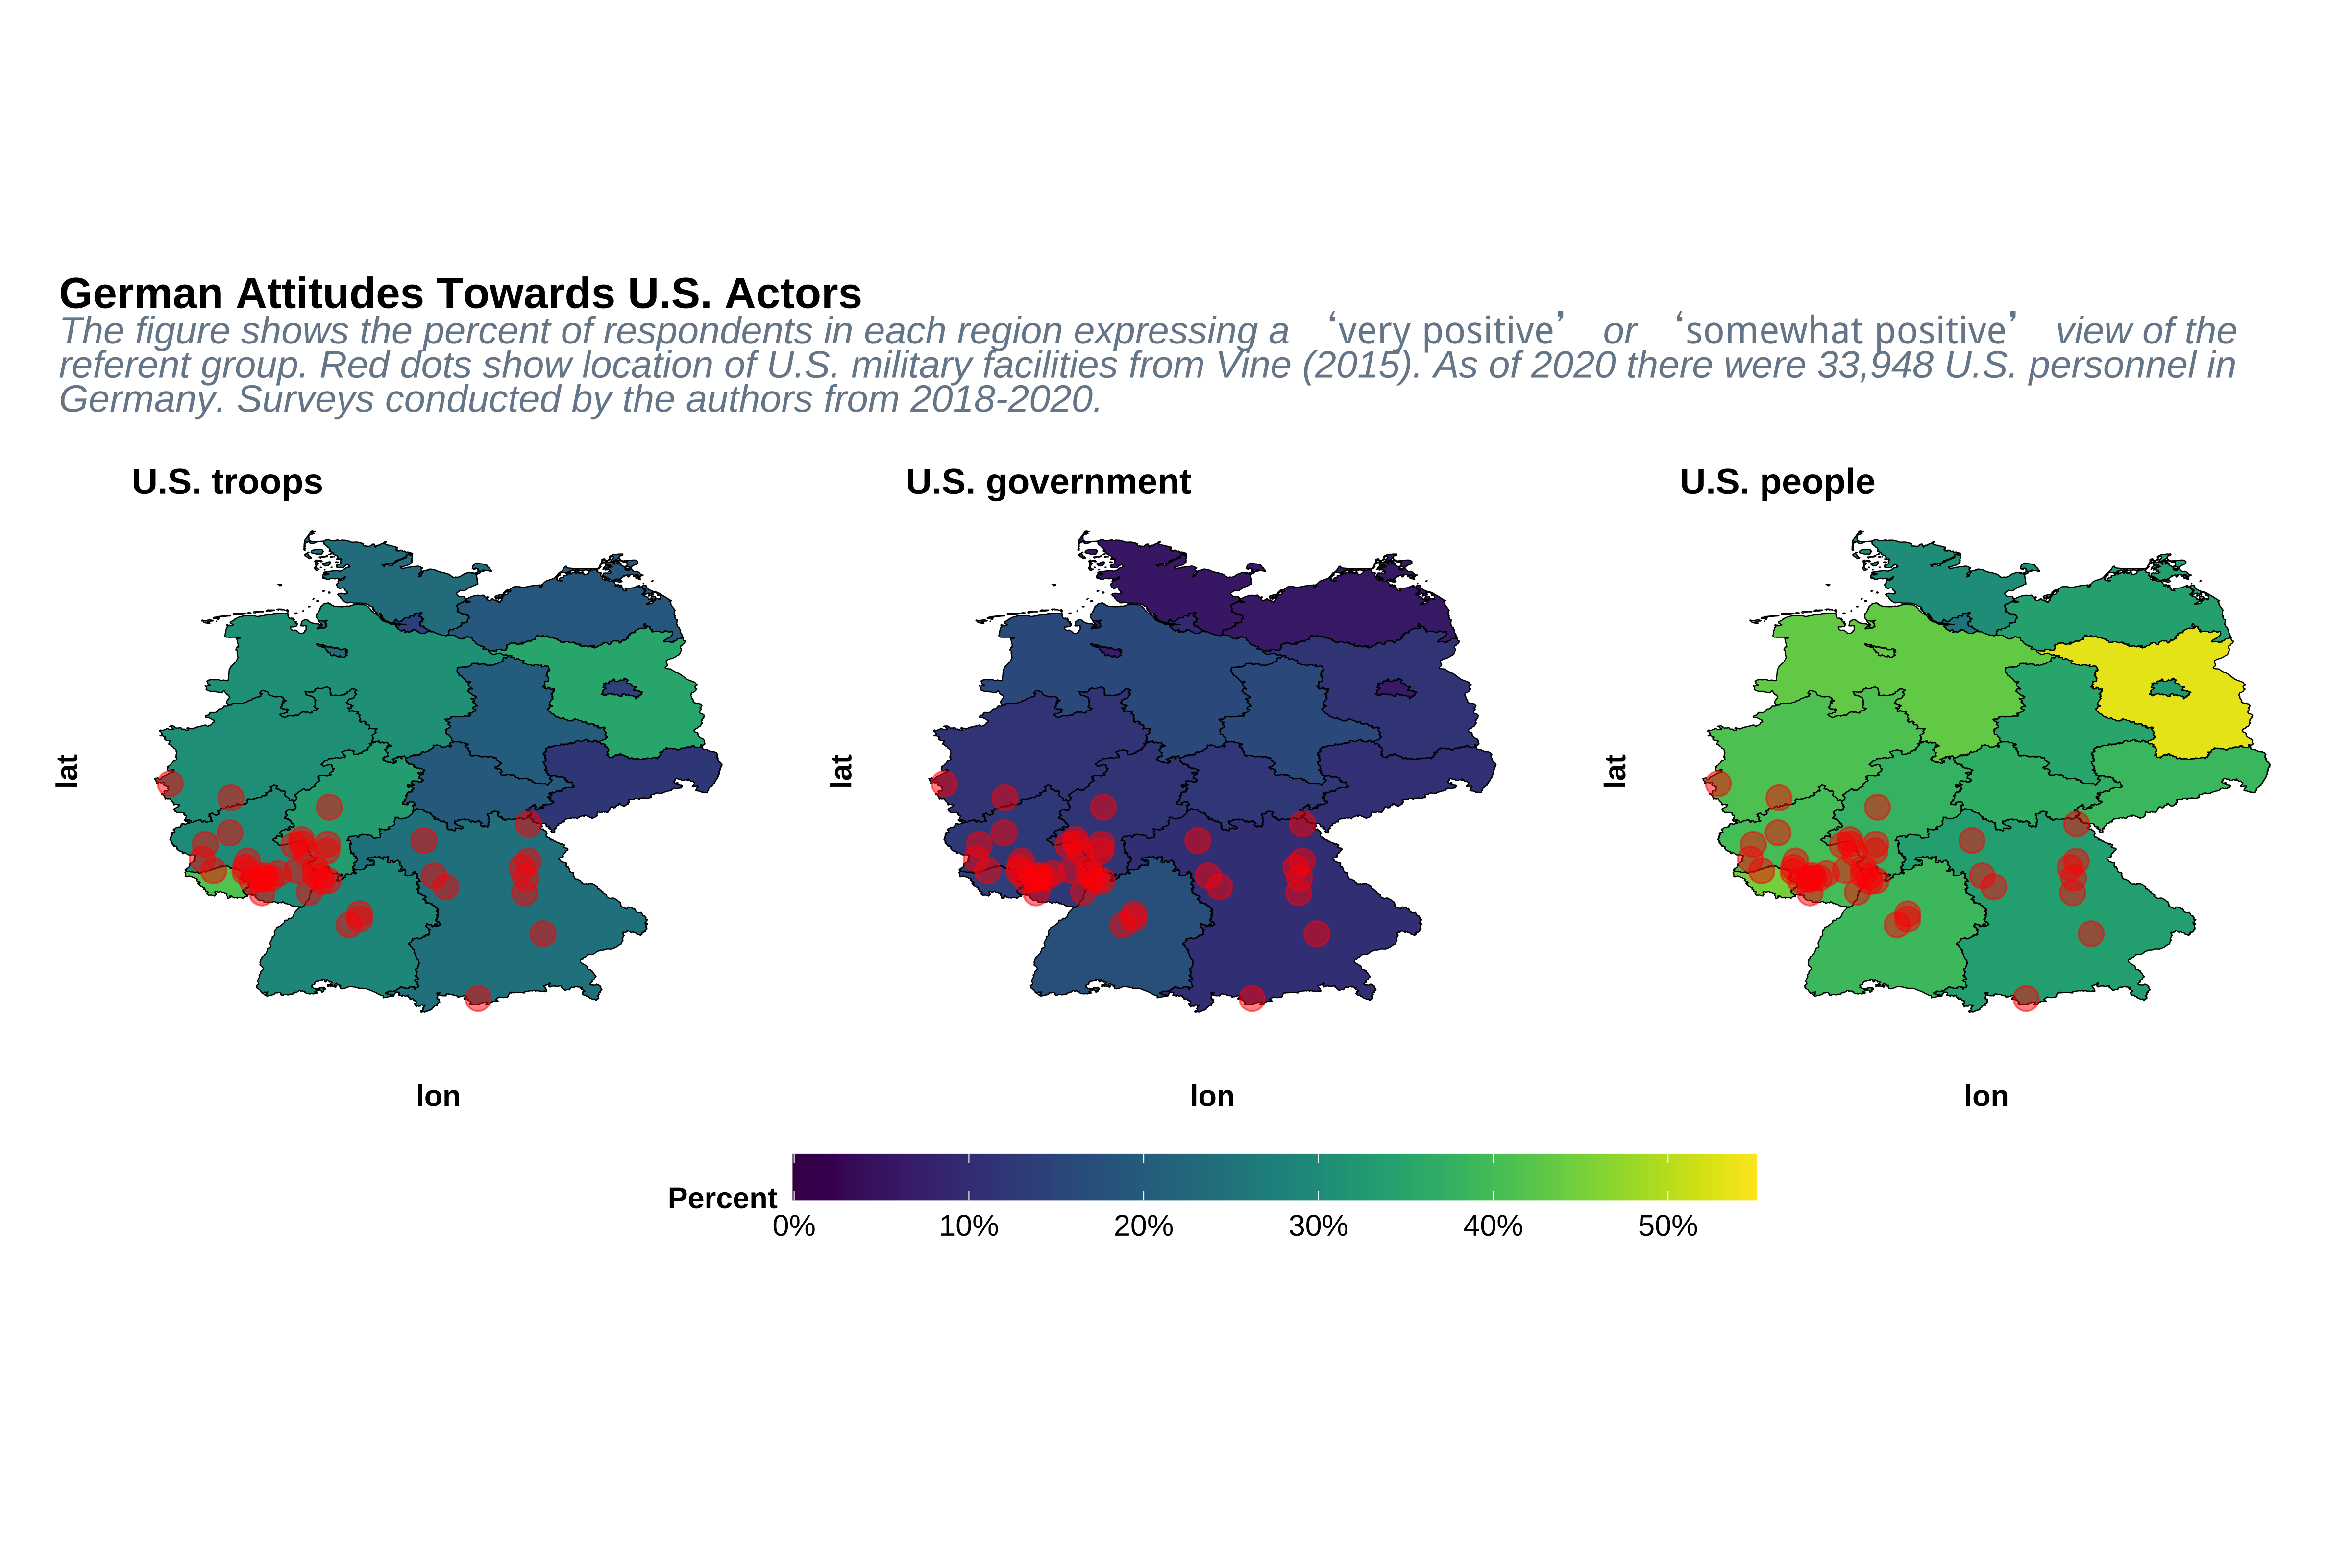 German Attitudes Towards U.S. Actors
The figure shows the percent of respondents in each region expressing a ‘very positive’ or ‘somewhat positive’ view of the
referent group. Red dots show location of U.S. military facilities from Vine (2015). As of 2020 there were 33,948 U.S. personnel in
Germany. Surveys conducted by the authors from 2018-2020.
U.S. troops
U.S. government
U.S. people
lat
lat
lat
lon
lon
lon
Percent
0% 10% 20% 30% 40% 50%